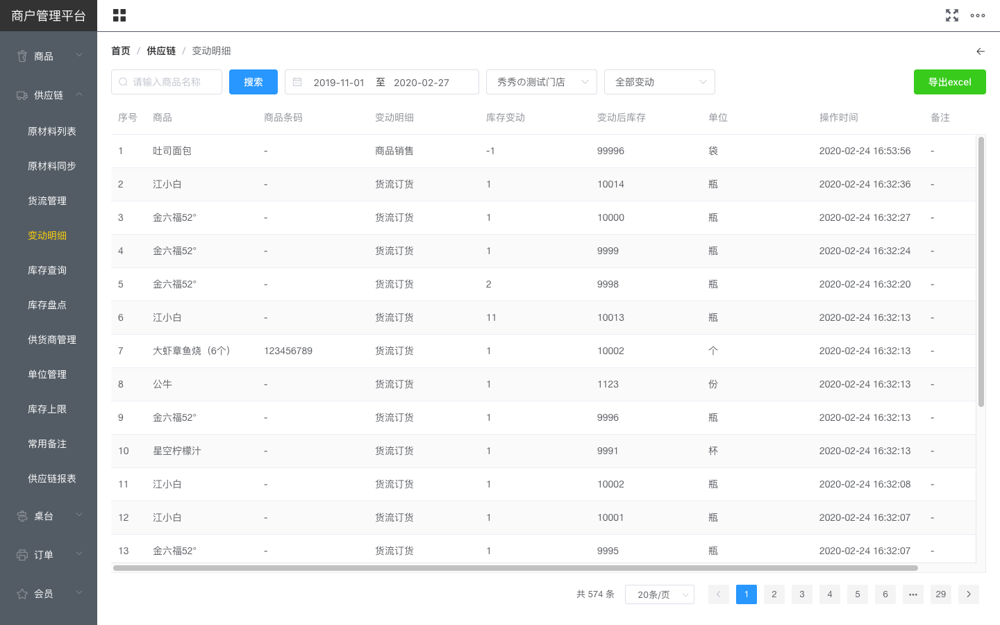 商户管理平台
商品
供应链
原材料列表
原材料同步
货流管理
变动明细
库存查询
库存盘点
供货商管理
单位管理
库存上限
常用备注
供应链报表
桌台
订单
会员
首页 / 供应链 / 变动明细
请输入商品名称 搜索 2019-11-01 至 2020-02-27 秀秀の测试门店 全部变动 导出excel
序号 商品 商品条码 变动明细 库存变动 变动后库存 单位 操作时间 备注
1 吐司面包 - 商品销售 -1 99996 袋 2020-02-24 16:53:56 -
2 江小白 - 货流订货 1 10014 瓶 2020-02-24 16:32:36 -
3 金六福52° - 货流订货 1 10000 瓶 2020-02-24 16:32:27 -
4 金六福52° - 货流订货 1 9999 瓶 2020-02-24 16:32:24 -
5 金六福52° - 货流订货 2 9998 瓶 2020-02-24 16:32:20 -
6 江小白 - 货流订货 11 10013 瓶 2020-02-24 16:32:13 -
7 大虾章鱼烧（6个） 123456789 货流订货 1 10002 个 2020-02-24 16:32:13 -
8 公牛 - 货流订货 1 1123 份 2020-02-24 16:32:13 -
9 金六福52° - 货流订货 1 9996 瓶 2020-02-24 16:32:13 -
10 星空柠檬汁 - 货流订货 1 9991 杯 2020-02-24 16:32:13 -
11 江小白 - 货流订货 1 10002 瓶 2020-02-24 16:32:08 -
12 江小白 - 货流订货 1 10001 瓶 2020-02-24 16:32:07 -
13 金六福52° - 货流订货 1 9995 瓶 2020-02-24 16:32:07 -
共 574 条 20条/页 1 2 3 4 5 6 ••• 29